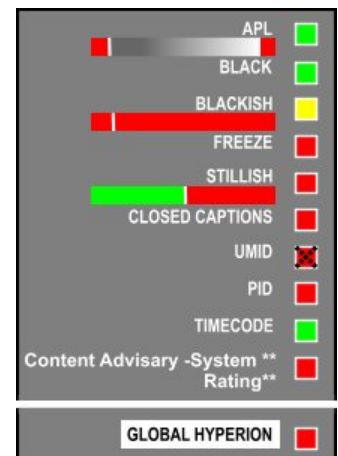 APL
BLACK
BLACKISH
FREEZE
STILLISH
CLOSED CAPTIONS
UMID
PID
TIMECODE
Content Advisary -System **
Rating**
GLOBAL HYPERION